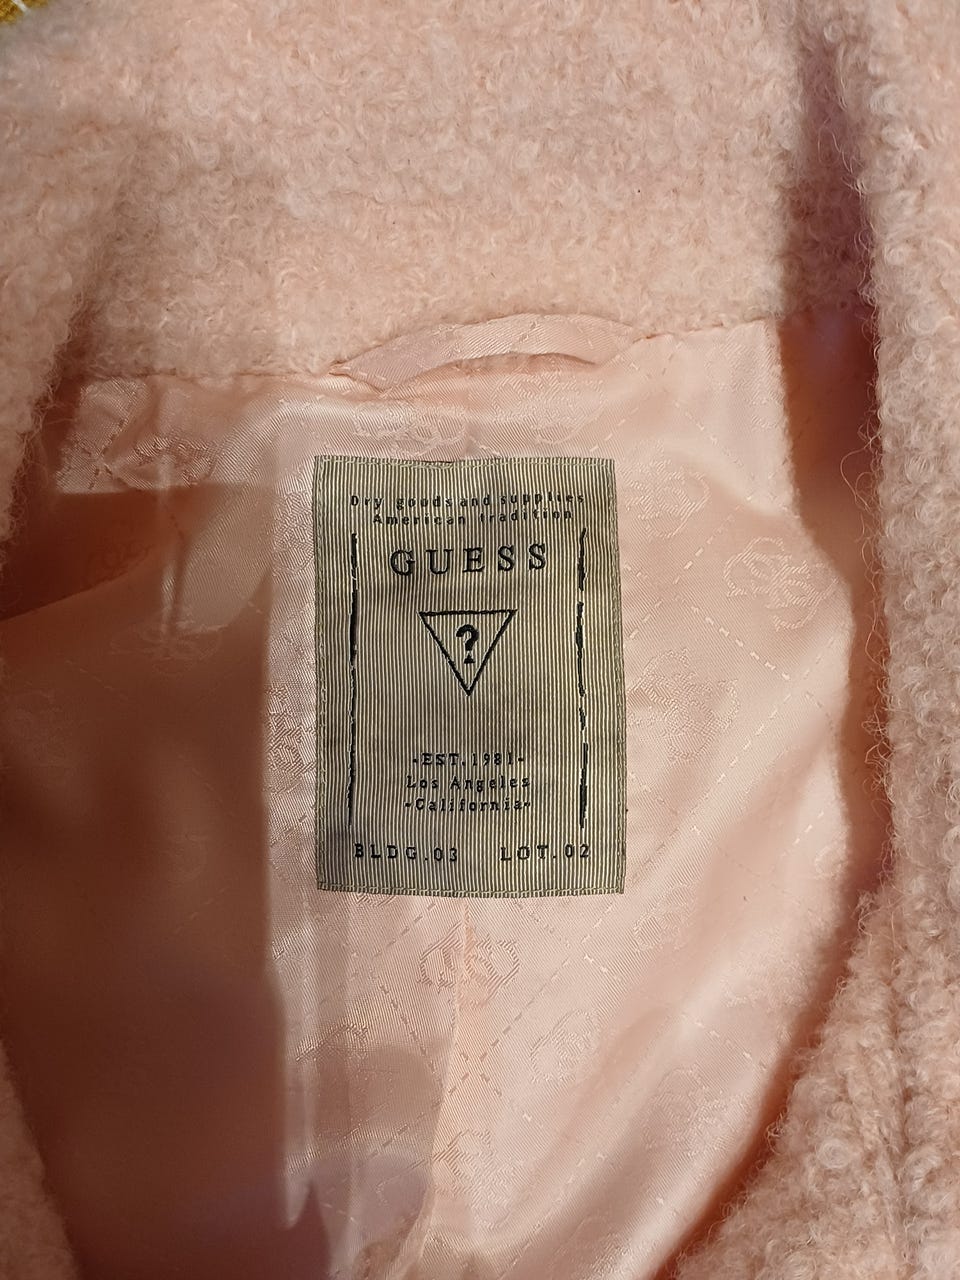 Dry goods and supplies
American tradition
GUESS
?
-EST.1981-
Los Angeles
-California-
BLDG.03 LOT.02